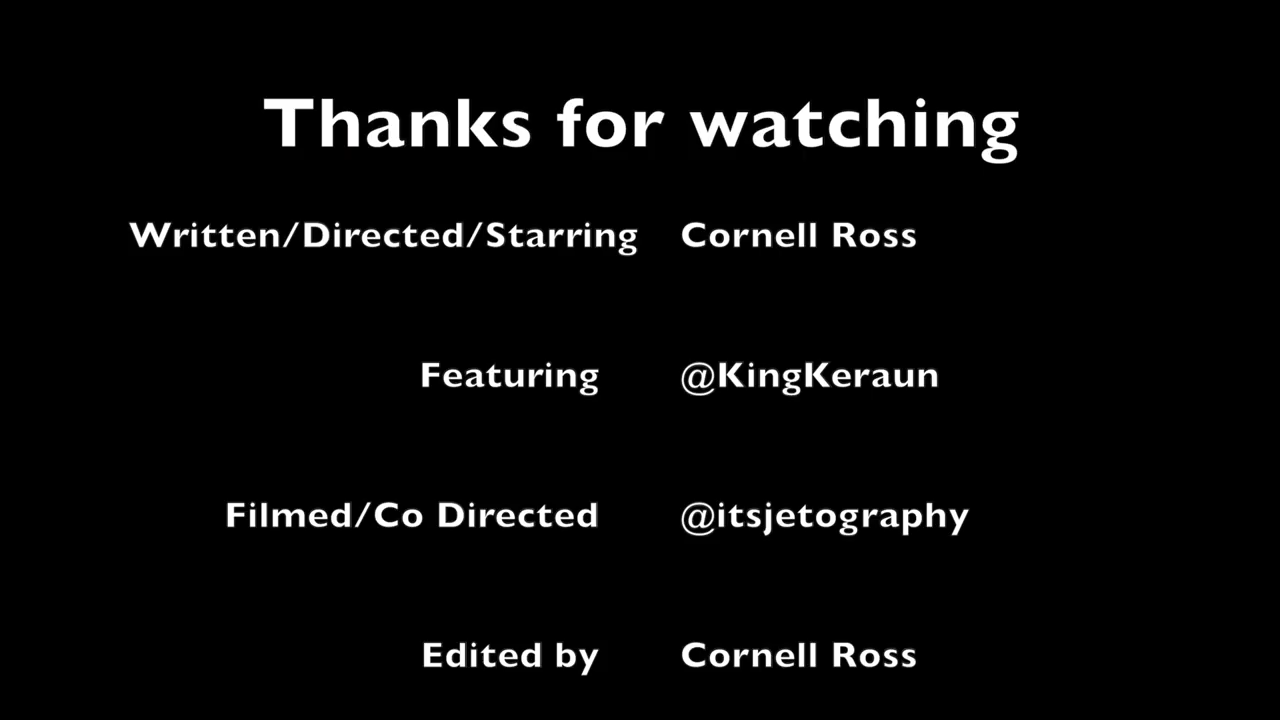 Thanks for watching
Written/Directed/Starring Cornell Ross
Featuring @KingKeraun
Filmed/Co Directed @itsjetography
Edited by Cornell Ross